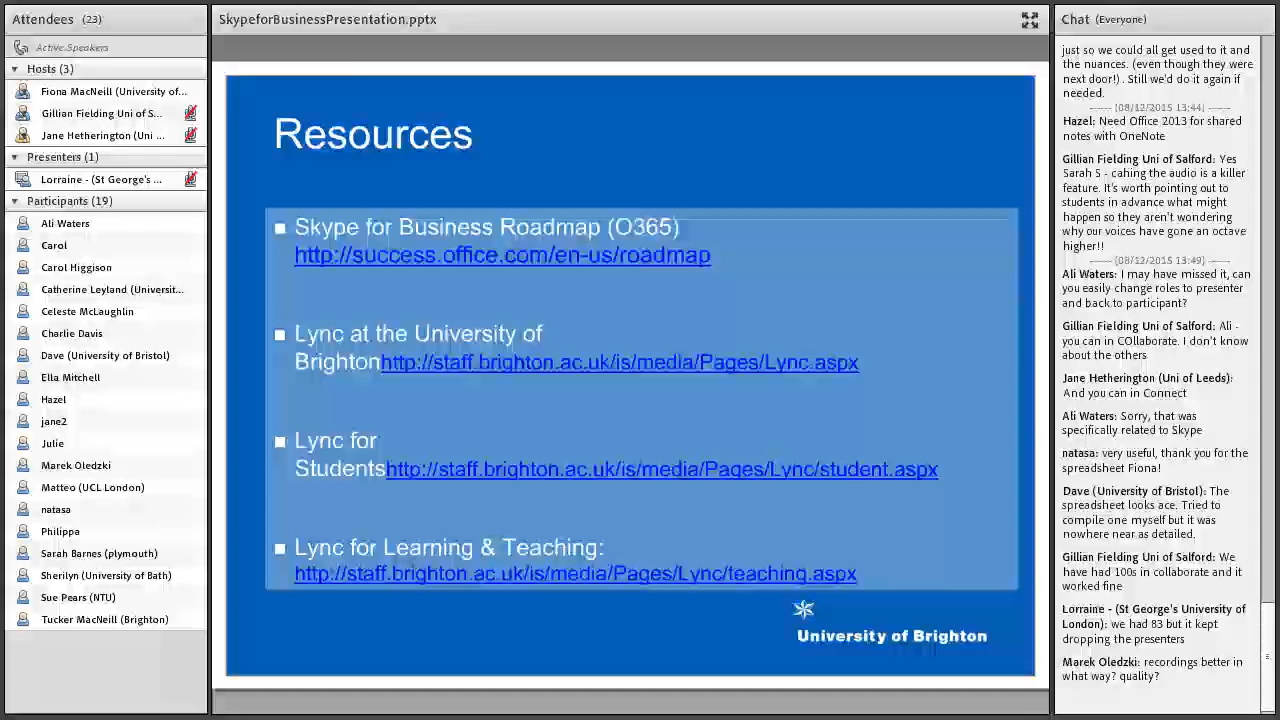 Attendees (23)
Active Speakers
Hosts (3)
Fiona MacNeill (University of...
Gillian Fielding Uni of S...
Jane Hetherington (Uni ...
Presenters (1)
Lorraine - (St George's ...
Participants (19)
Ali Waters
Carol
Carol Higgison
Catherine Leyland (Universit...
Celeste McLaughlin
Charlie Davis
Dave (University of Bristol)
Ella Mitchell
Hazel
jane2
Julie
Marek Oledzki
Matteo (UCL London)
natasa
Philippa
Sarah Barnes (plymouth)
Sherilyn (University of Bath)
Sue Pears (NTU)
Tucker MacNeill (Brighton)
SkypeforBusinessPresentation.pptx
Resources
Skype for Business Roadmap (O365)
http://success.office.com/en-us/roadmap
Lync at the University of
Brightonhttp://staff.brighton.ac.uk/is/media/Pages/Lync.aspx
Lync for
Studentshttp://staff.brighton.ac.uk/is/media/Pages/Lync/student.aspx
Lync for Learning & Teaching:
http://staff.brighton.ac.uk/is/media/Pages/Lync/teaching.aspx
University of Brighton
Chat (Everyone)
just so we could all get used to it and
the nuances. (even though they were
next door!) . Still we'd do it again if
needed.
------ (08/12/2015 13:44) ------
Hazel: Need Office 2013 for shared
notes with OneNote
Gillian Fielding Uni of Salford: Yes
Sarah S - cahing the audio is a killer
feature. It's worth pointing out to
students in advance what might
happen so they aren't wondering
why our voices have gone an octave
higher!!
------ (08/12/2015 13:49) ------
Ali Waters: I may have missed it, can
you easily change roles to presenter
and back to participant?
Gillian Fielding Uni of Salford: Ali -
you can in COllaborate. I don't know
about the others
Jane Hetherington (Uni of Leeds):
And you can in Connect
Ali Waters: Sorry, that was
specifically related to Skype
natasa: very useful, thank you for the
spreadsheet Fiona!
Dave (University of Bristol): The
spreadsheet looks ace. Tried to
compile one myself but it was
nowhere near as detailed.
Gillian Fielding Uni of Salford: We
have had 100s in collaborate and it
worked fine
Lorraine - (St George's University of
London): we had 83 but it kept
dropping the presenters
Marek Oledzki: recordings better in
what way? quality?